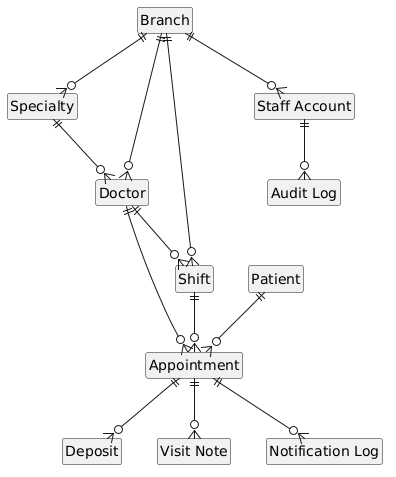 Branch
Specialty
Staff Account
Doctor
Audit Log
Shift
Patient
Appointment
Deposit
Visit Note
Notification Log